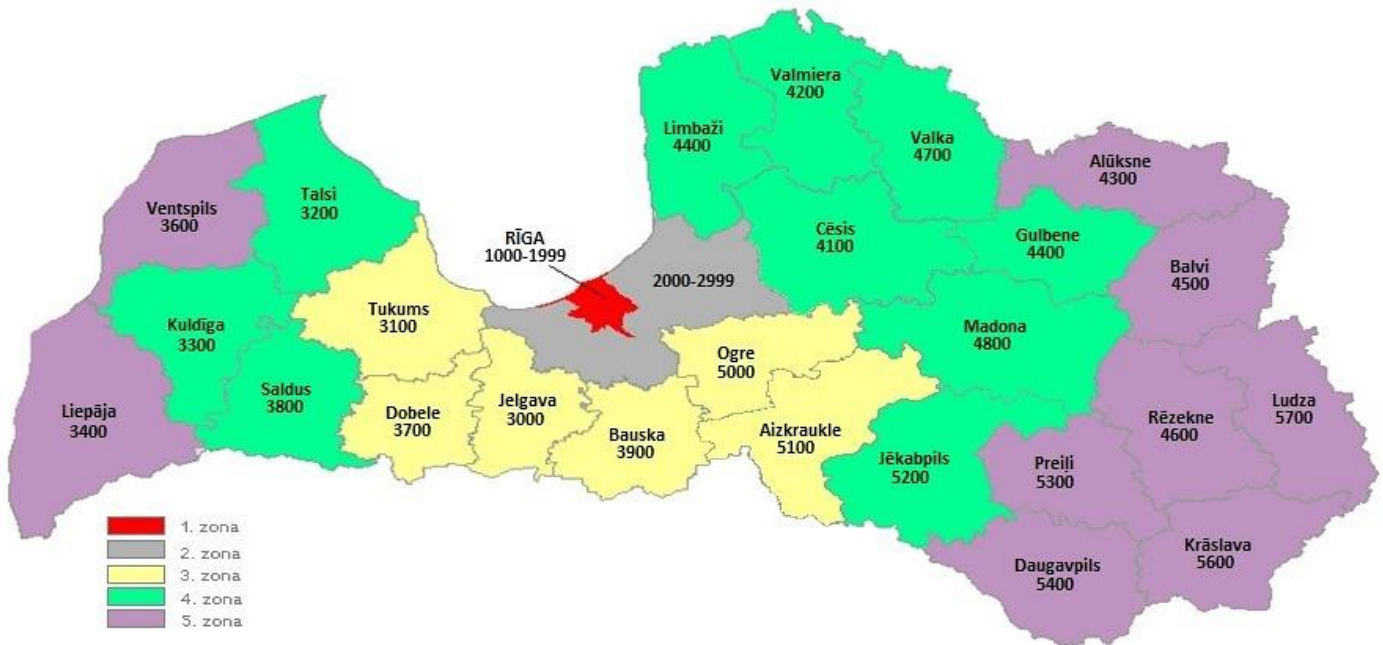 Valmiera
4200
Limbaži
4400
Valka
4700
Alūksne
4300
Talsi
3200
Ventspils
3600
RĪGA
1000-1999
Cēsis
4100
Gulbene
4400
2000-2999
Balvi
4500
Tukums
3100
Kuldīga
3300
Madona
4800
Ogre
5000
Saldus
3800
Liepāja
3400
Dobele
3700
Jelgava
3000
Bauska
3900
Aizkraukle
5100
Rēzekne
4600
Ludza
5700
Jēkabpils
5200
Preiļi
5300
Daugavpils
5400
Krāslava
5600
1. zona
2. zona
3. zona
4. zona
5. zona